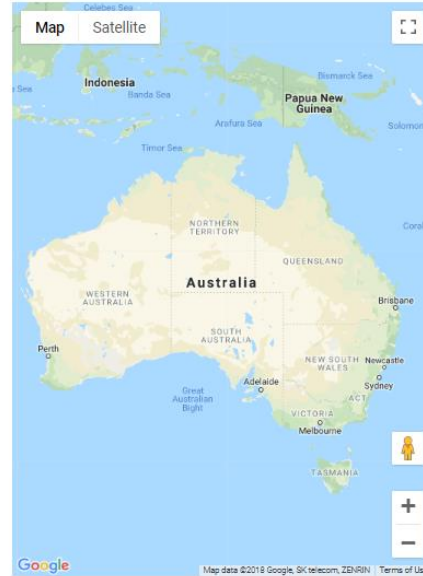 Celebes Sea
Map
Satellite
Indonesia
Banda Sea
Bismarck Sea
Papua New
Guinea
Arafura Sea
Solomon
Timor Sea
NORTHERN
TERRITORY
Coral
QUEENSLAND
Australia
WESTERN
AUSTRALIA
Brisbane
SOUTH
AUSTRALIA
Perth
NEW SOUTH
WALES
Newcastle
Adelaide
Sydney
Great
Australian
Bight
ACT
VICTORIA
Melbourne
TASMANIA
+
−
Google
Map data ©2018 Google, SK telecom, ZENRIN
Terms of Us